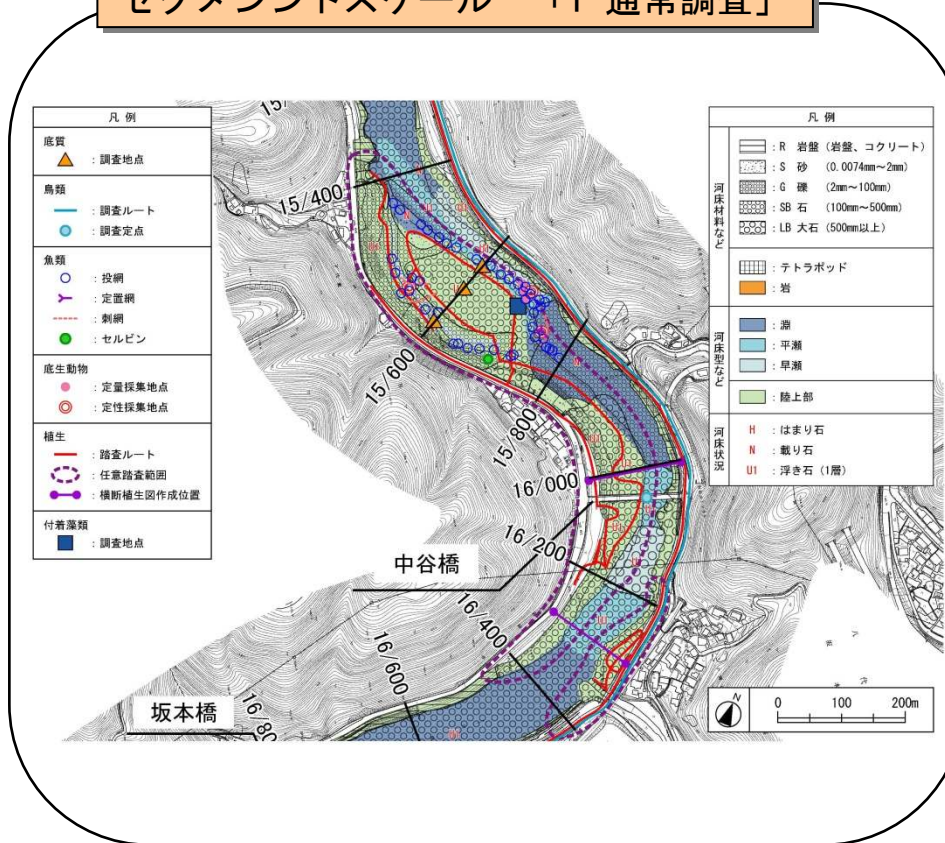 セグメントスケール 「1 通常調査」
凡 例
底質
：調査地点
鳥類
：調査ルート
：調査定点
魚類
：投網
：定置網
：刺網
：セルビン
底生動物
：定量採集地点
：定性採集地点
植生
：踏査ルート
：任意踏査範囲
：横断植生図作成位置
付着藻類
：調査地点
凡 例
河床材料など
：R 岩盤（岩盤、コクリート）
：S 砂 （0.0074mm～2mm）
：G 礫 （2mm～100mm）
：SB 石 （100mm～500mm）
：LB 大石（500mm以上）
：テトラポッド
：岩
河床型など
：淵
：平瀬
：早瀬
：陸上部
河床状況
H ：はまり石
N ：載り石
U1 ：浮き石（1層）
15/400
15/600
15/800
16/000
16/200
中谷橋
16/400
16/600
16/80
坂本橋
N
0 100 200m